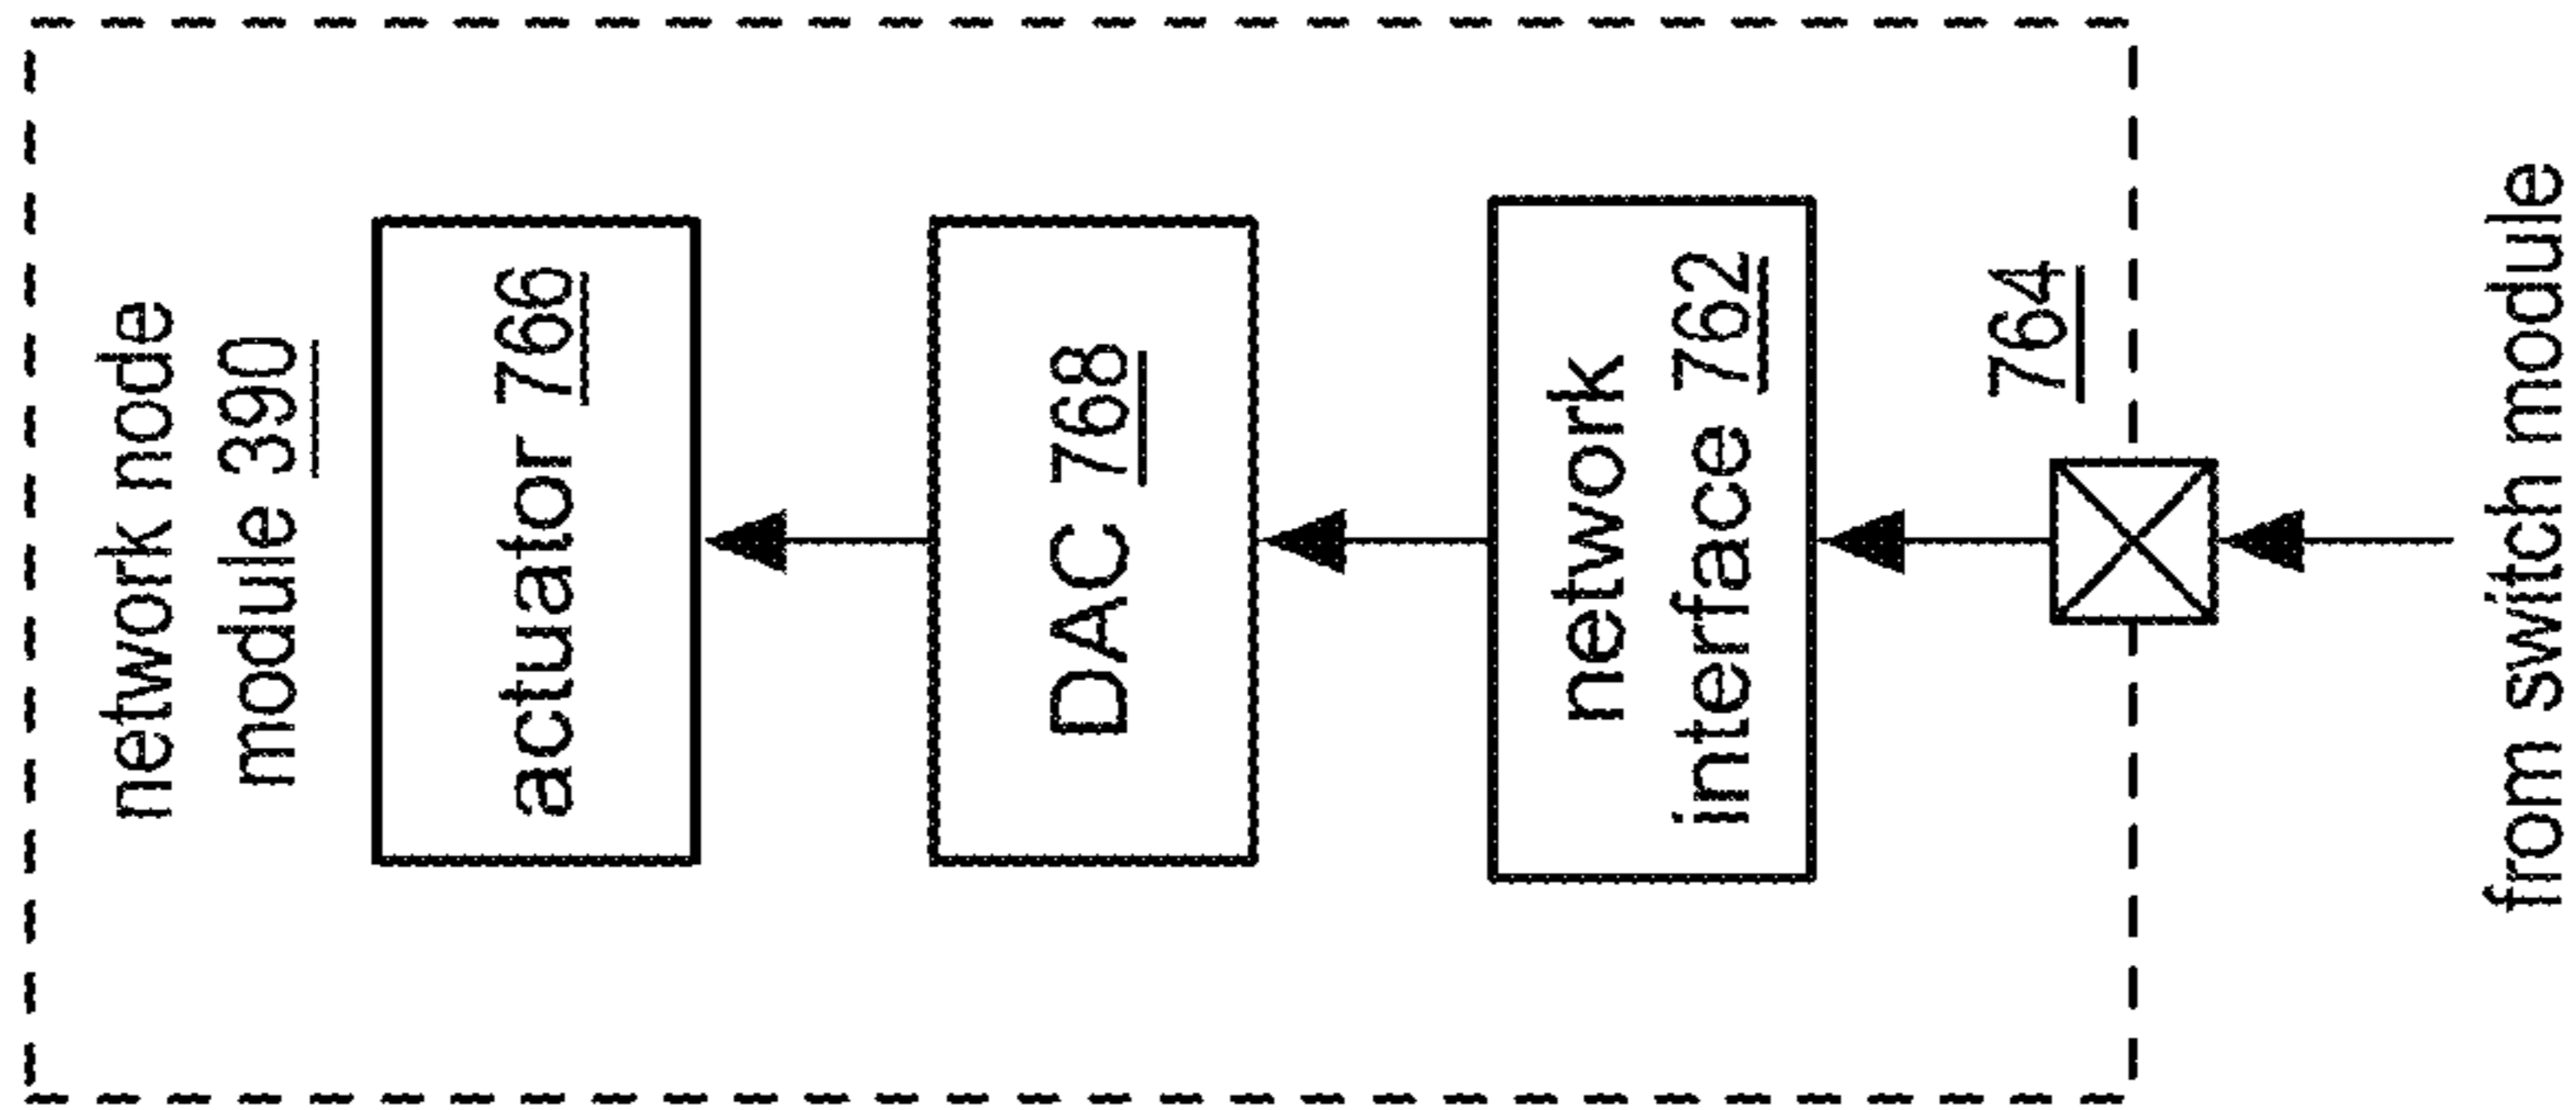 network node
module 390
actuator 766
DAC 768
network
interface 762
764
from switch module